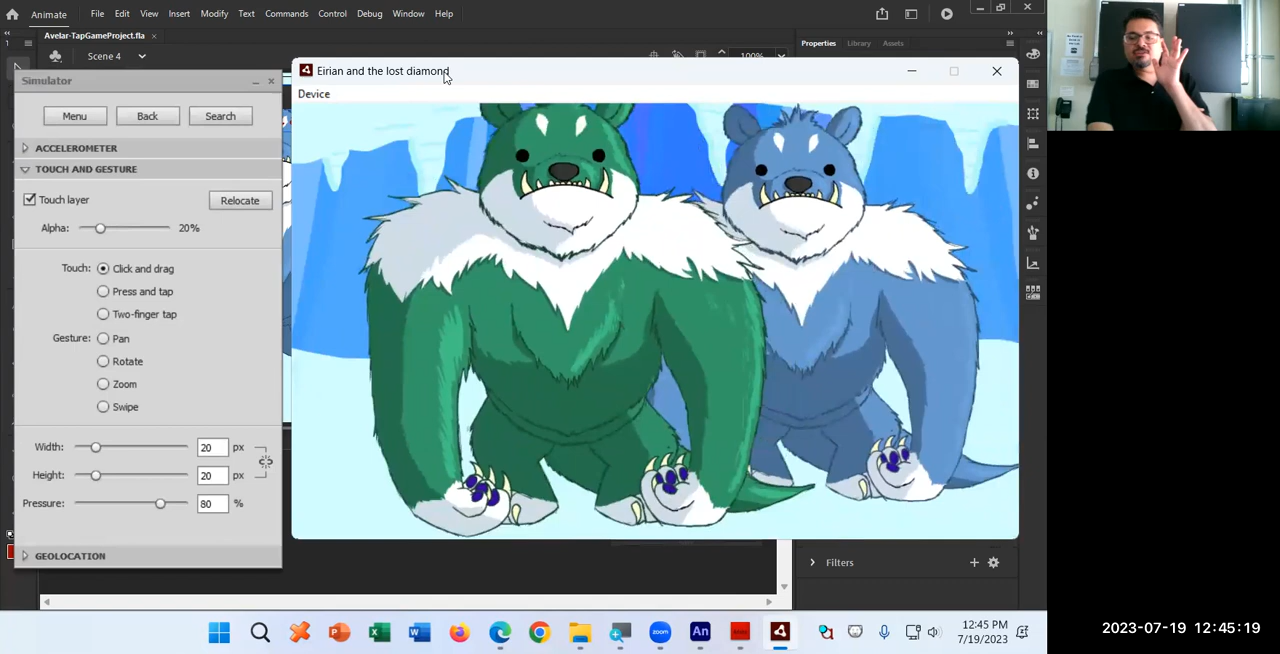 Animate
File Edit View Insert Modify Text Commands Control Debug Window Help
Avelar-TapGameProject.fla
Scene 4
100%
Properties Library Assets
Simulator
Menu Back Search
ACCELEROMETER
TOUCH AND GESTURE
Touch layer
Relocate
Alpha: 20%
Touch: Click and drag
Press and tap
Two-finger tap
Gesture: Pan
Rotate
Zoom
Swipe
Width: 20 px
Height: 20 px
Pressure: 80 %
GEOLOCATION
Eirian and the lost diamond
Device
Filters
zoom
An
12:45 PM
7/19/2023
2023-07-19 12:45:19